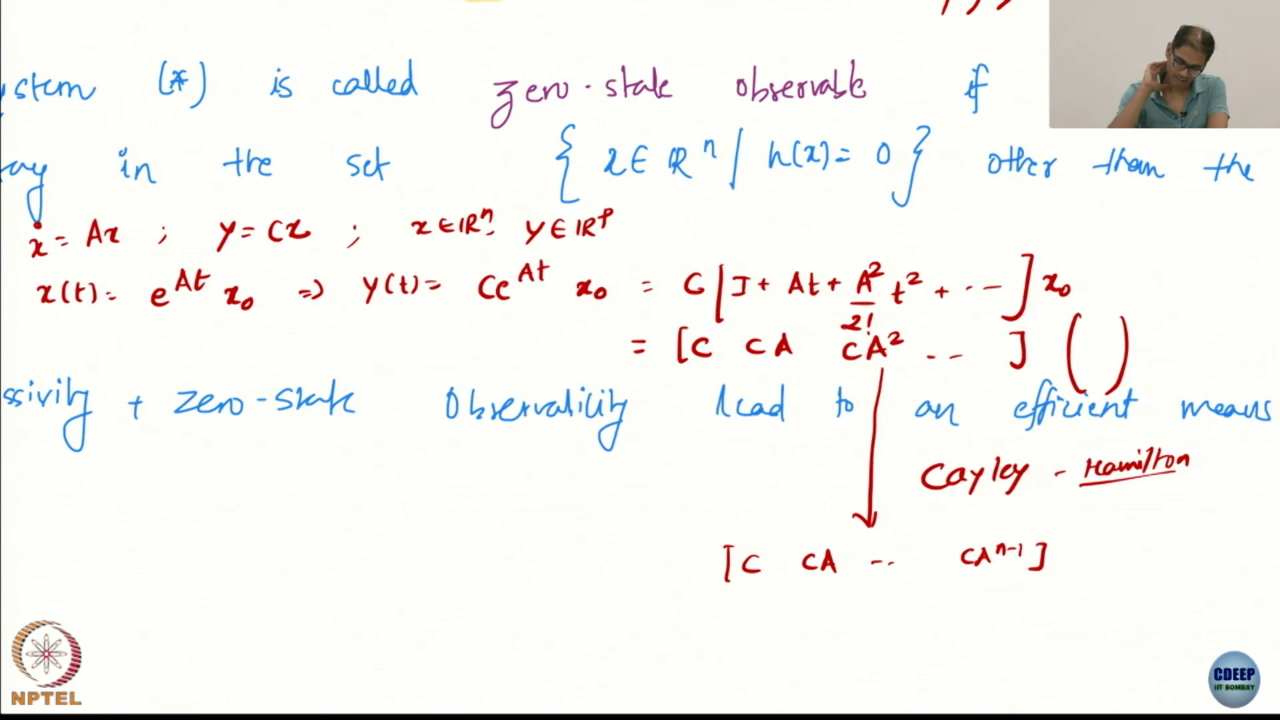 ystem (*) is called zero-state observable if
ay in the set { x ∈ ℝⁿ / h(x) = 0 } other than the
ẋ = Ax ; y = Cx ; x ∈ ℝⁿ y ∈ ℝᵖ
x(t) = e^{At} x₀ ⇒ y(t) = Ce^{At} x₀ = C [I + At + A²/2! t² + ··· ] x₀
= [C CA CA² ·· ] ( )
ssivity + zero-state Observability lead to an efficient means
Cayley - Hamilton
[C CA ·· CAⁿ⁻¹]
NPTEL
CDEEP
IIT BOMBAY